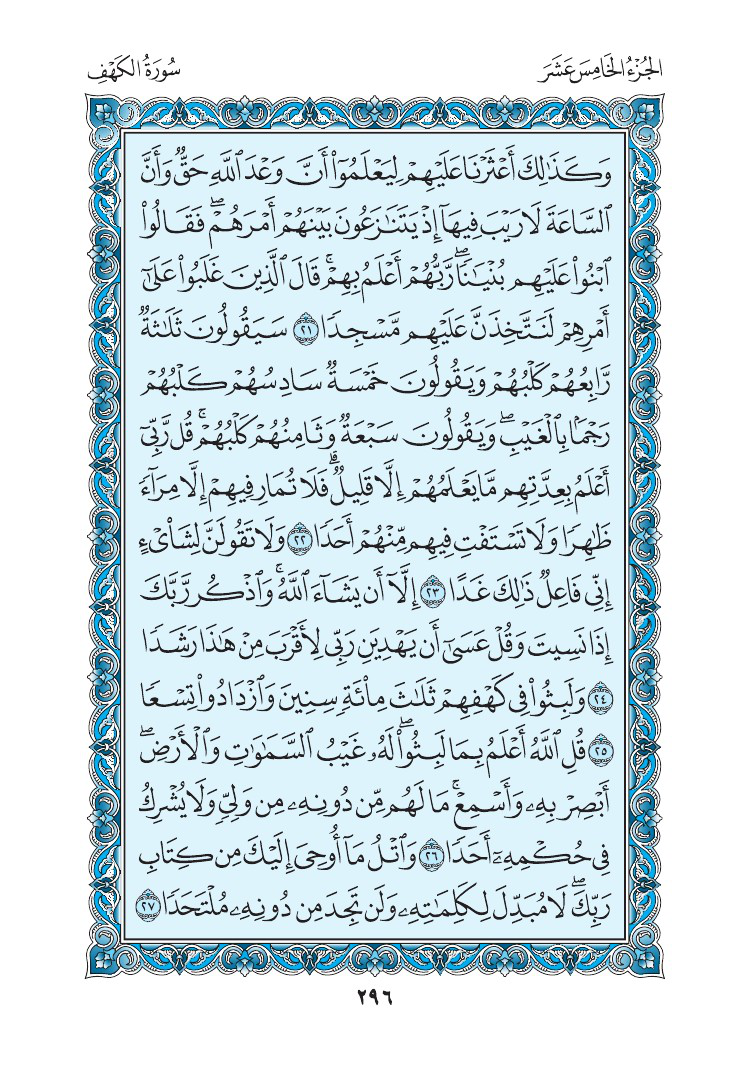 الجُزْءُ الخَامِسَ عَشَرَ
سُورَةُ الكَهْفِ
وَكَذَٰلِكَ أَعْثَرْنَا عَلَيْهِمْ لِيَعْلَمُوٓا۟ أَنَّ وَعْدَ ٱللَّهِ حَقٌّ وَأَنَّ
ٱلسَّاعَةَ لَا رَيْبَ فِيهَآ إِذْ يَتَنَٰزَعُونَ بَيْنَهُمْ أَمْرَهُمْ ۖ فَقَالُوا۟
ٱبْنُوا۟ عَلَيْهِم بُنْيَٰنًا ۖ رَّبُّهُمْ أَعْلَمُ بِهِمْ ۚ قَالَ ٱلَّذِينَ غَلَبُوا۟ عَلَىٰٓ
أَمْرِهِمْ لَنَتَّخِذَنَّ عَلَيْهِم مَّسْجِدًا ٢١ سَيَقُولُونَ ثَلَٰثَةٌ
رَّابِعُهُمْ كَلْبُهُمْ وَيَقُولُونَ خَمْسَةٌ سَادِسُهُمْ كَلْبُهُمْ
رَجْمًۢا بِٱلْغَيْبِ ۖ وَيَقُولُونَ سَبْعَةٌ وَثَامِنُهُمْ كَلْبُهُمْ ۚ قُل رَّبِّىٓ
أَعْلَمُ بِعِدَّتِهِم مَّا يَعْلَمُهُمْ إِلَّا قَلِيلٌ ۗ فَلَا تُمَارِ فِيهِمْ إِلَّا مِرَآءً
ظَٰهِرًا وَلَا تَسْتَفْتِ فِيهِم مِّنْهُمْ أَحَدًا ٢٢ وَلَا تَقُولَنَّ لِشَا۟ىْءٍ
إِنِّى فَاعِلٌ ذَٰلِكَ غَدًا ٢٣ إِلَّآ أَن يَشَآءَ ٱللَّهُ ۚ وَٱذْكُر رَّبَّكَ
إِذَا نَسِيتَ وَقُلْ عَسَىٰٓ أَن يَهْدِيَنِ رَبِّى لِأَقْرَبَ مِنْ هَٰذَا رَشَدًا
٢٤ وَلَبِثُوا۟ فِى كَهْفِهِمْ ثَلَٰثَ مِا۟ئَةٍ سِنِينَ وَٱزْدَادُوا۟ تِسْعًا
٢٥ قُلِ ٱللَّهُ أَعْلَمُ بِمَا لَبِثُوا۟ ۖ لَهُۥ غَيْبُ ٱلسَّمَٰوَٰتِ وَٱلْأَرْضِ ۖ
أَبْصِرْ بِهِۦ وَأَسْمِعْ ۚ مَا لَهُم مِّن دُونِهِۦ مِن وَلِىٍّ وَلَا يُشْرِكُ
فِى حُكْمِهِۦٓ أَحَدًا ٢٦ وَٱتْلُ مَآ أُوحِىَ إِلَيْكَ مِن كِتَابِ
رَبِّكَ ۖ لَا مُبَدِّلَ لِكَلِمَٰتِهِۦ وَلَن تَجِدَ مِن دُونِهِۦ مُلْتَحَدًا ٢٧
٢٩٦